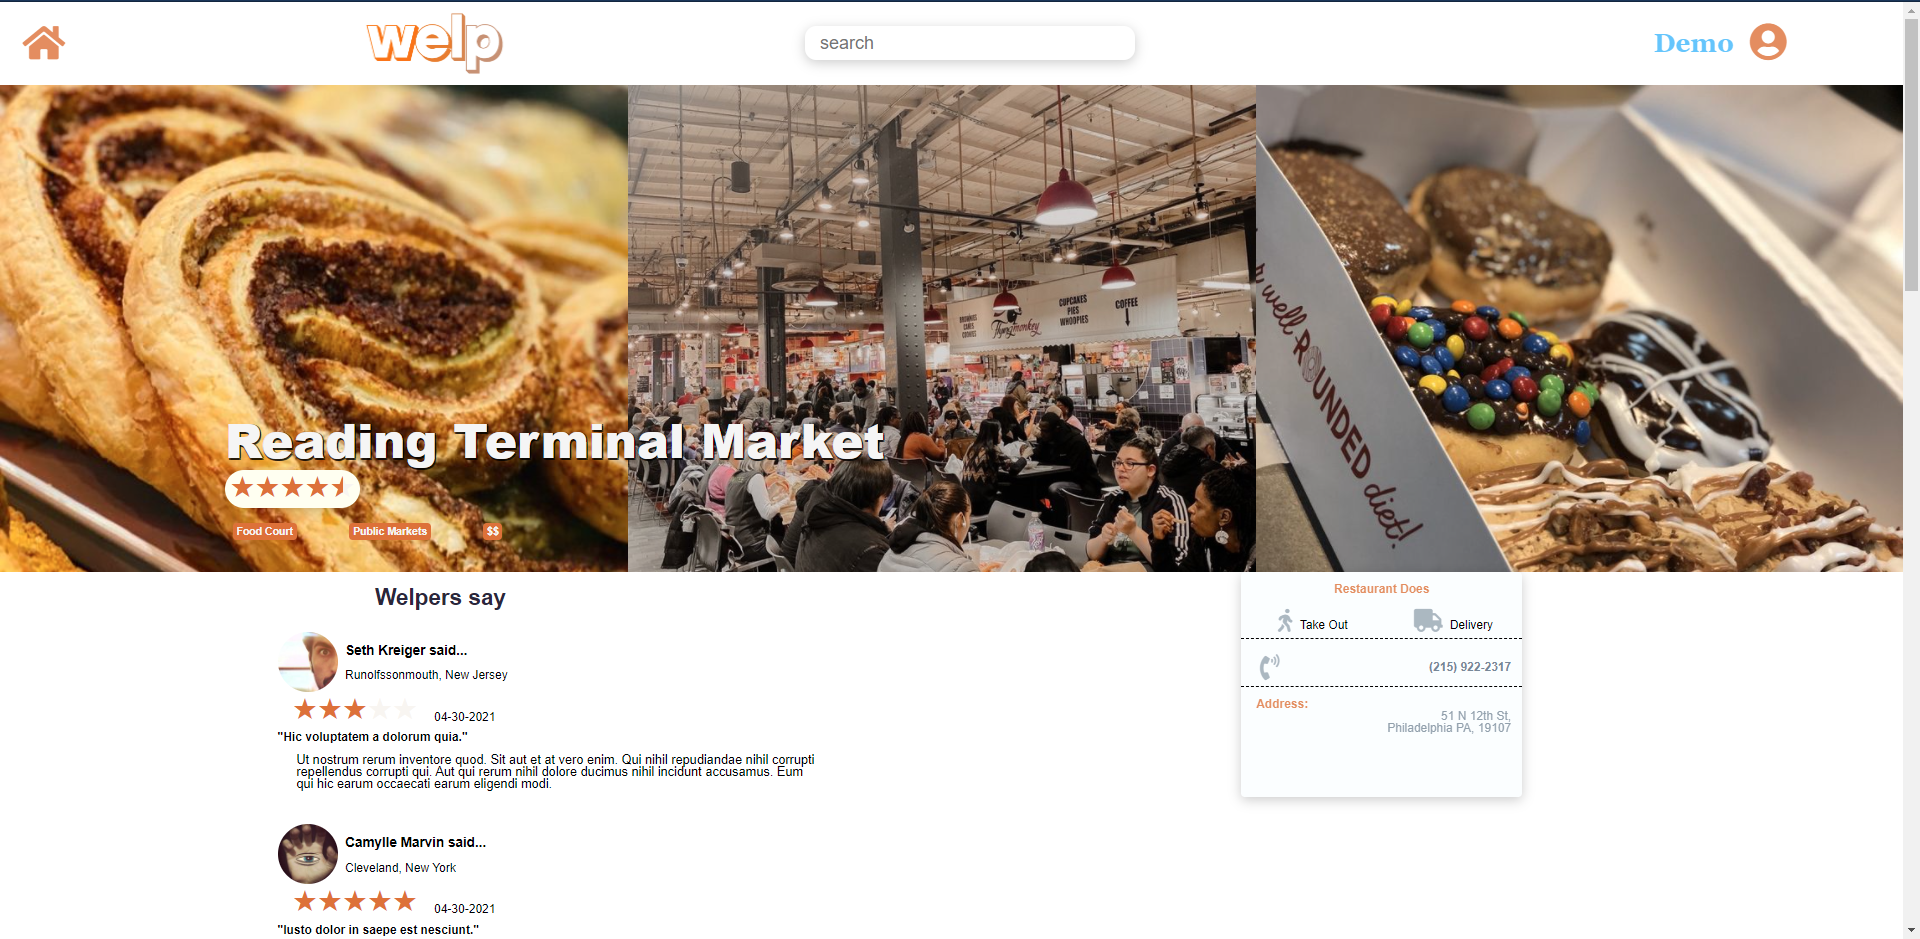 welp
search
Demo
BROWNIES
CAKES
COOKIES
flying monkey
CUPCAKES
PIES
WHOOPIES
COFFEE
well ROUNDED diet!
Reading Terminal Market
Food Court
Public Markets
$$
Welpers say
Seth Kreiger said...
Runolfssonmouth, New Jersey
04-30-2021
"Hic voluptatem a dolorum quia."
Ut nostrum rerum inventore quod. Sit aut et at vero enim. Qui nihil repudiandae nihil corrupti
repellendus corrupti qui. Aut qui rerum nihil dolore ducimus nihil incidunt accusamus. Eum
qui hic earum occaecati earum eligendi modi.
Camylle Marvin said...
Cleveland, New York
04-30-2021
"Iusto dolor in saepe est nesciunt."
Restaurant Does
Take Out
Delivery
(215) 922-2317
Address:
51 N 12th St,
Philadelphia PA, 19107